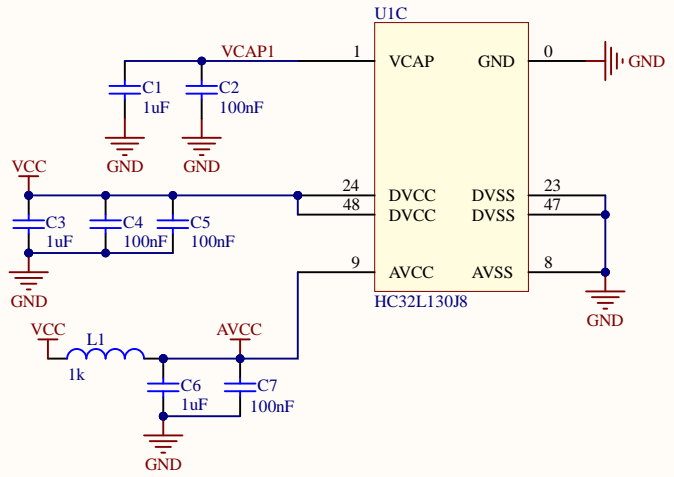 U1C
VCAP1
1
VCAP
GND
0
GND
C1
1uF
C2
100nF
GND
GND
VCC
24
DVCC
DVSS
23
48
DVCC
DVSS
47
C3
1uF
C4
100nF
C5
100nF
9
AVCC
AVSS
8
GND
HC32L130J8
GND
VCC
L1
1k
AVCC
C6
1uF
C7
100nF
GND